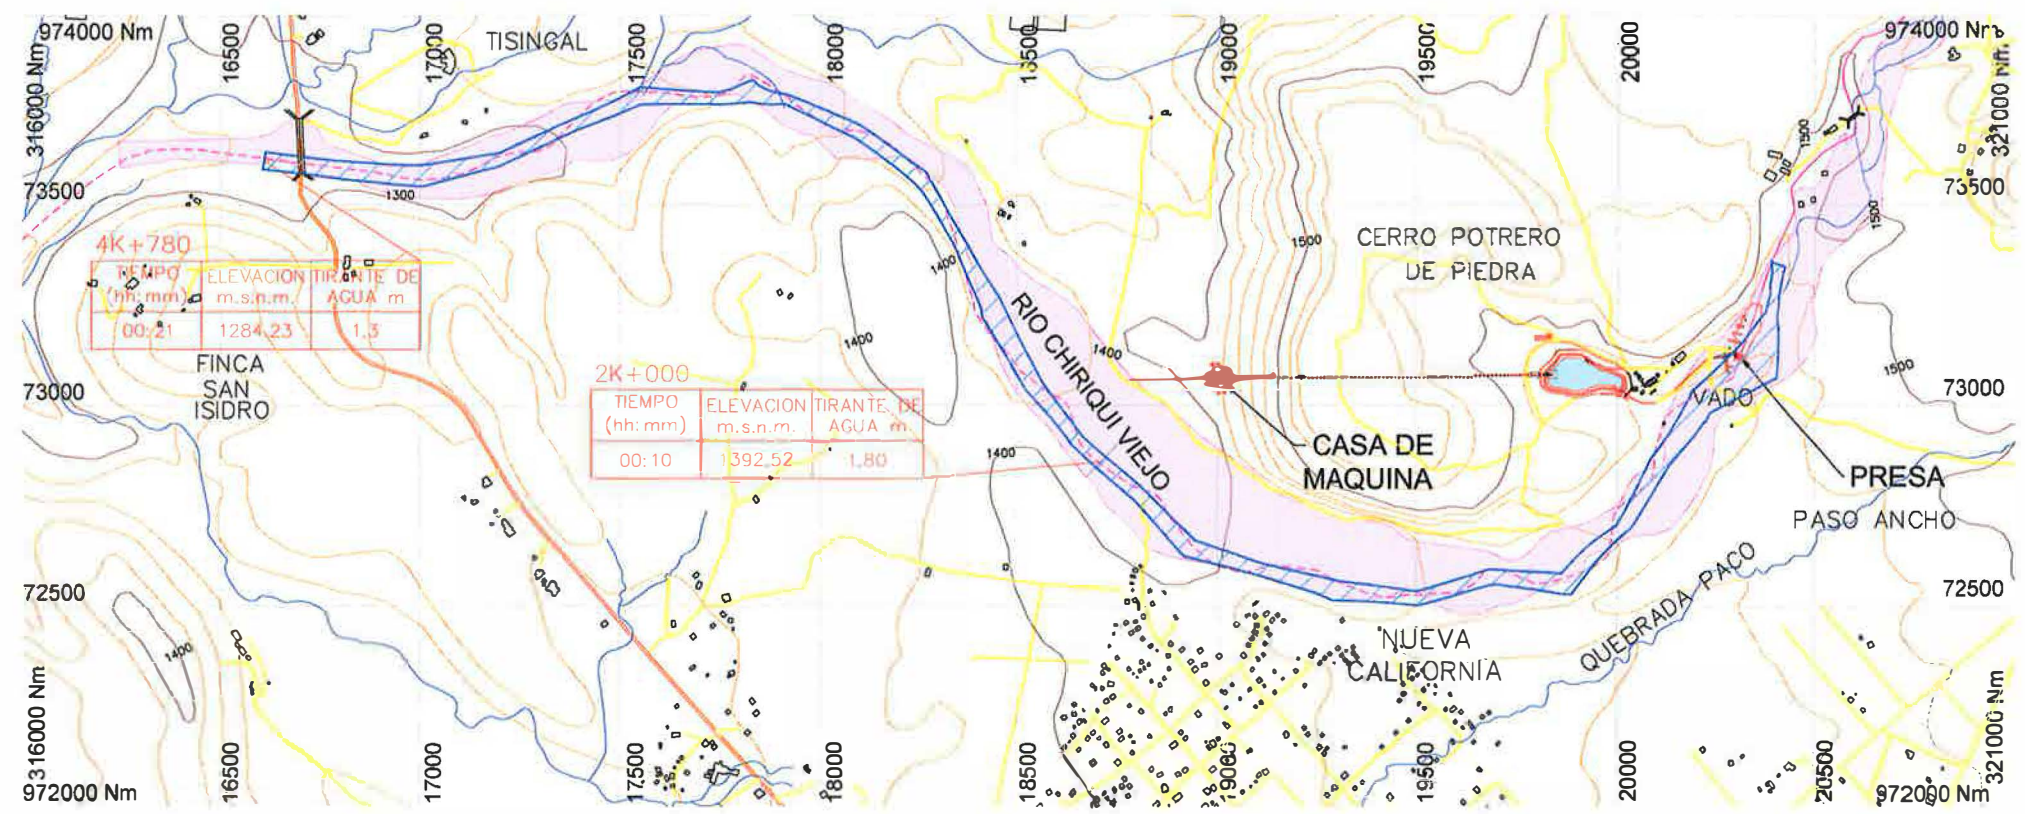 974000 Nm
16500
17000
TISINGAL
17500
18000
18500
19000
19500
20000
974000 Nm
316000 Nm
321000 Nm
1500
73500
73500
1300
1500
1500
CERRO POTRERO
DE PIEDRA
4K+780
TIEMPO
(hh:mm)
ELEVACION
m.s.n.m.
TIRANTE DE
AGUA m
00:21
1284.23
1.3
1400
1400
1400
RIO CHIRIQUI VIEJO
FINCA
SAN
ISIDRO
1500
73000
73000
VADO
2K+000
TIEMPO
(hh:mm)
ELEVACION
m.s.n.m.
TIRANTE DE
AGUA m
00:10
1392.52
1.80
1400
CASA DE
MAQUINA
PRESA
PASO ANCHO
72500
72500
QUEBRADA PACO
NUEVA
CALIFORNIA
1400
316000 Nm
321000 Nm
16500
17000
17500
18000
18500
19000
19500
20000
20500
972000 Nm
972000 Nm